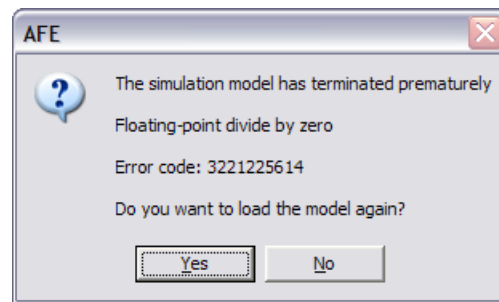 AFE
The simulation model has terminated prematurely
Floating-point divide by zero
Error code: 3221225614
Do you want to load the model again?
Yes
No